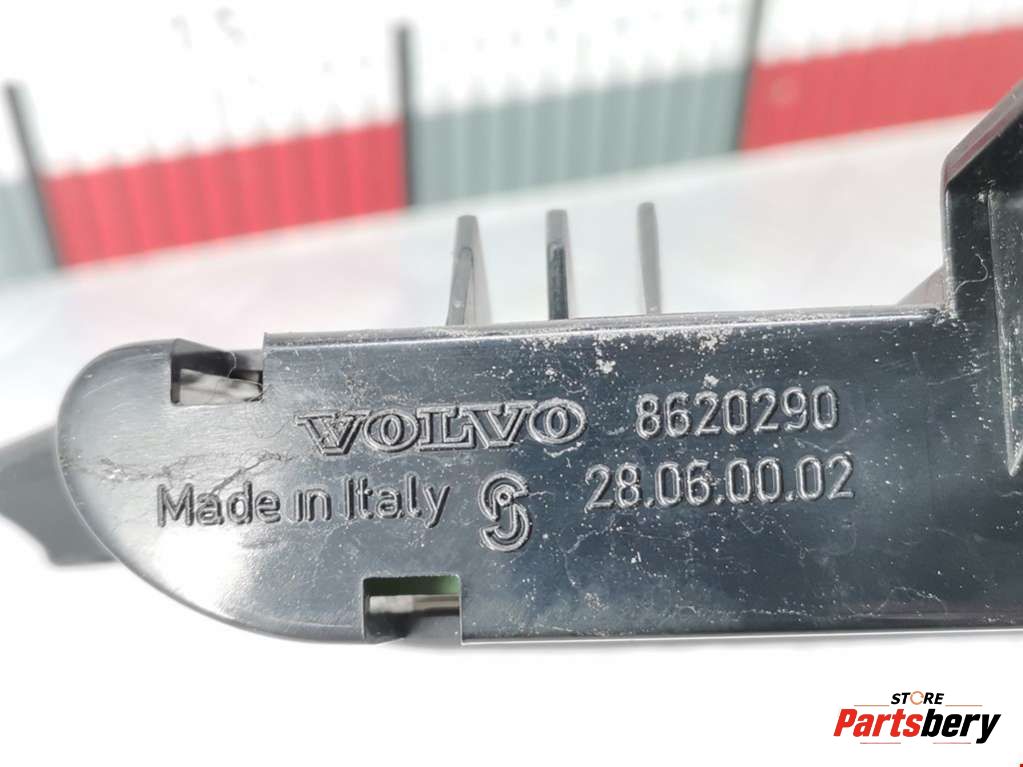 VOLVO 8620290
Made in Italy 28.06.00.02
STORE
Partsbery